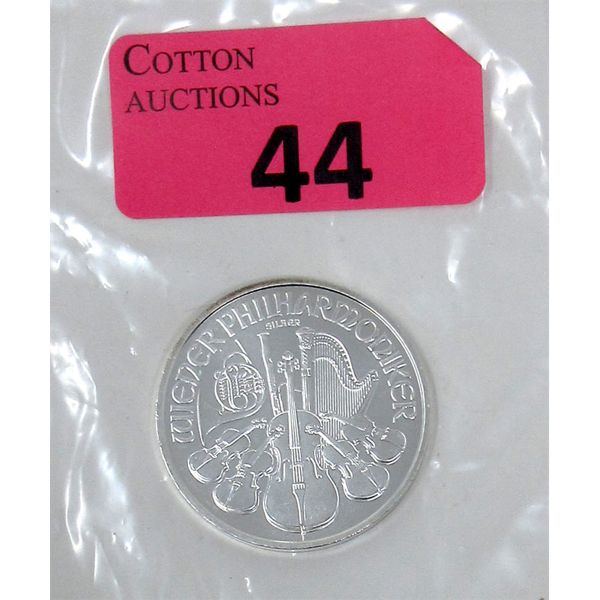 COTTON
AUCTIONS
44
WIENER PHILHARMONIKER
SILBER